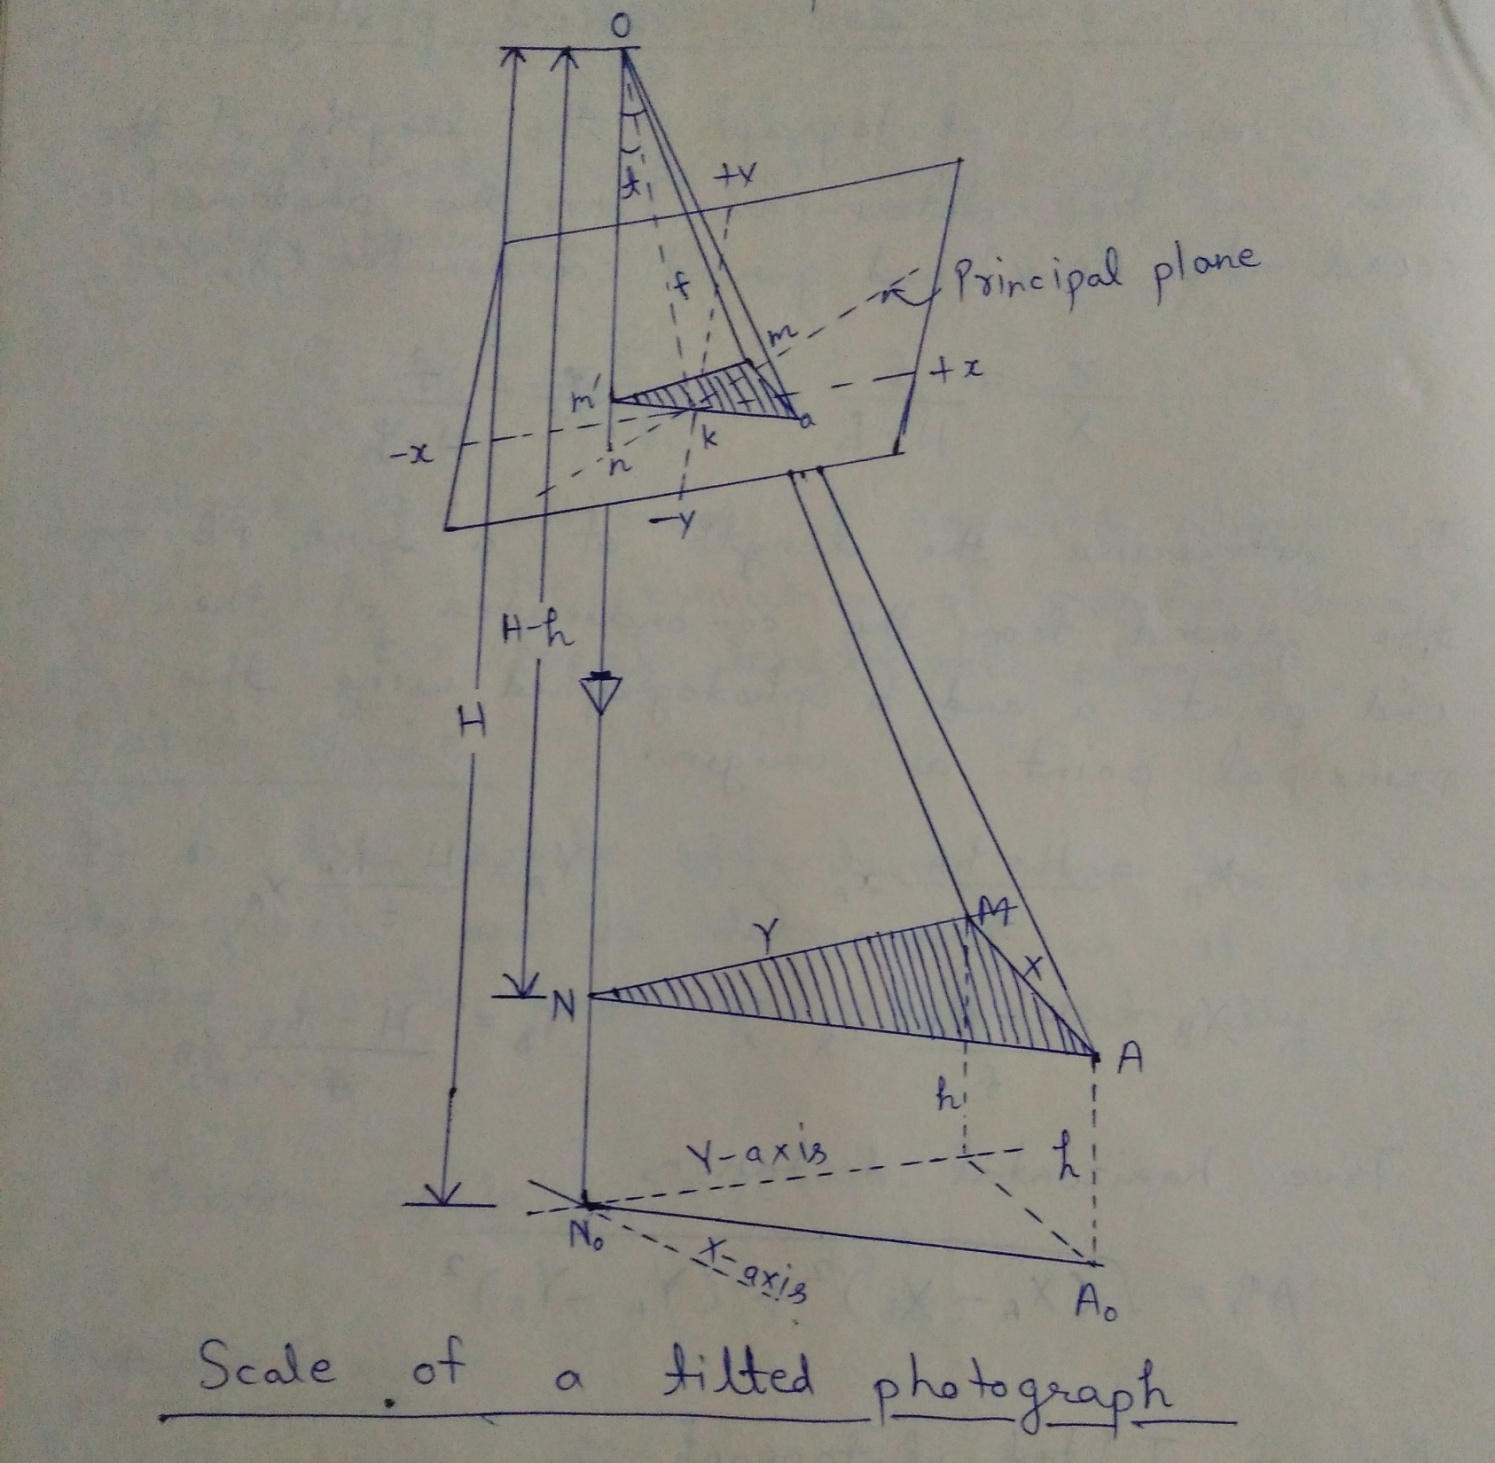 O
t
+y
f
Principal plane
m
m'
+x
a
-x
k
n
-y
H-h
H
M
Y
X
N
A
h
h
Y-axis
N₀
X-axis
A₀
Scale of a tilted photograph